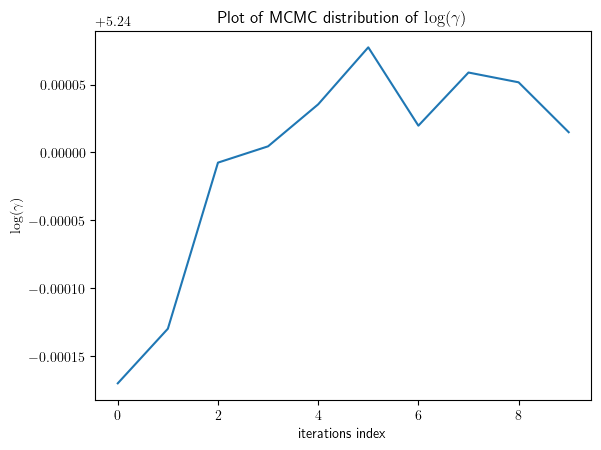 Plot of MCMC distribution of log(γ)
+5.24
0.00005
0.00000
−0.00005
−0.00010
−0.00015
log(γ)
0 2 4 6 8
iterations index